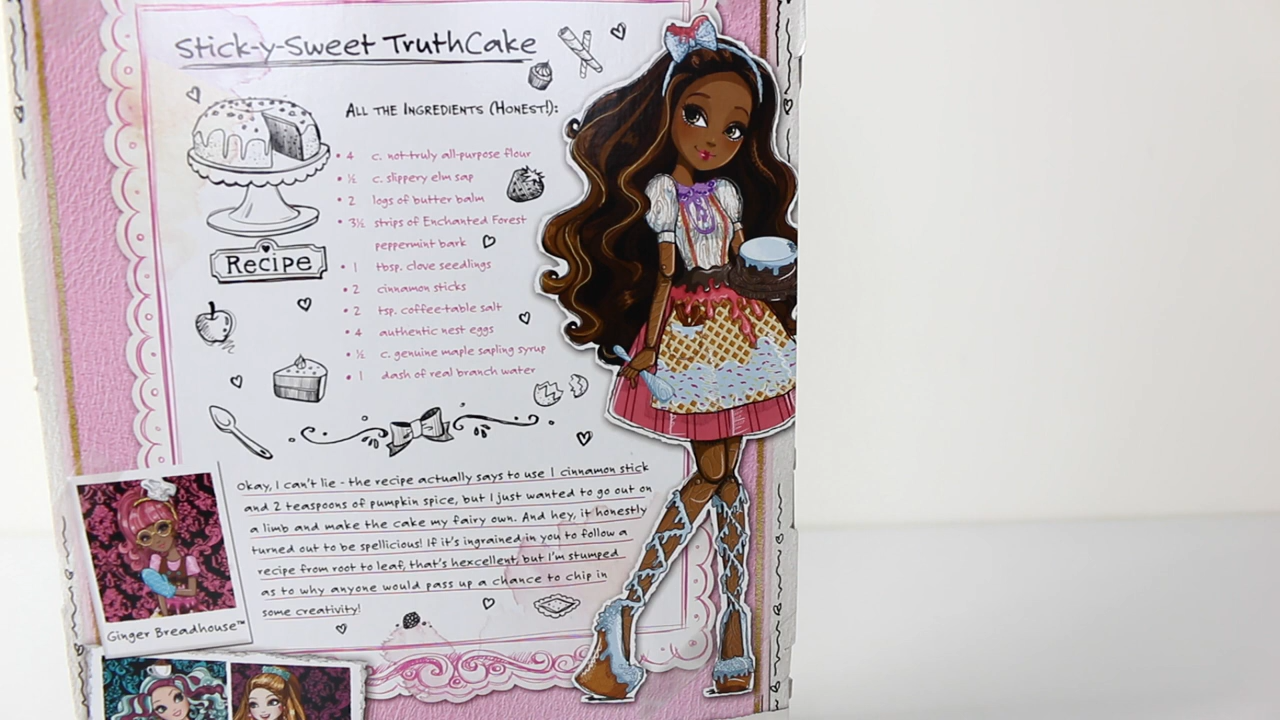 Stick-y-Sweet TruthCake
ALL THE INGREDIENTS (HONEST!):
• 4 c. not-truly all-purpose flour
• ½ c. slippery elm sap
• 2 logs of butter balm
• 3½ strips of Enchanted Forest
peppermint bark
• 1 tbsp. clove seedlings
• 2 cinnamon sticks
• 2 tsp. coffee-table salt
• 4 authentic nest eggs
• ½ c. genuine maple sapling syrup
• 1 dash of real branch water
Recipe
Okay, I can't lie - the recipe actually says to use 1 cinnamon stick
and 2 teaspoons of pumpkin spice, but I just wanted to go out on
a limb and make the cake my fairy own. And hey, it honestly
turned out to be spellicious! If it's ingrained in you to follow a
recipe from root to leaf, that's hexcellent, but I'm stumped
as to why anyone would pass up a chance to chip in
some creativity!
Ginger Breadhouse™